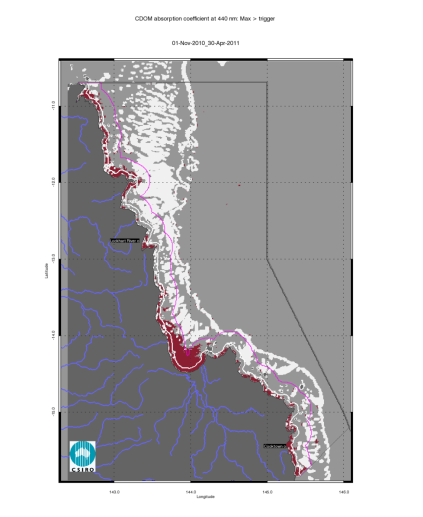 CDOM absorption coefficient at 440 nm: Max > trigger
01-Nov-2010_30-Apr-2011
-11.0
-12.0
-13.0
-14.0
-15.0
Latitude
CSIRO
143.0 144.0 145.0 146.0
Longitude